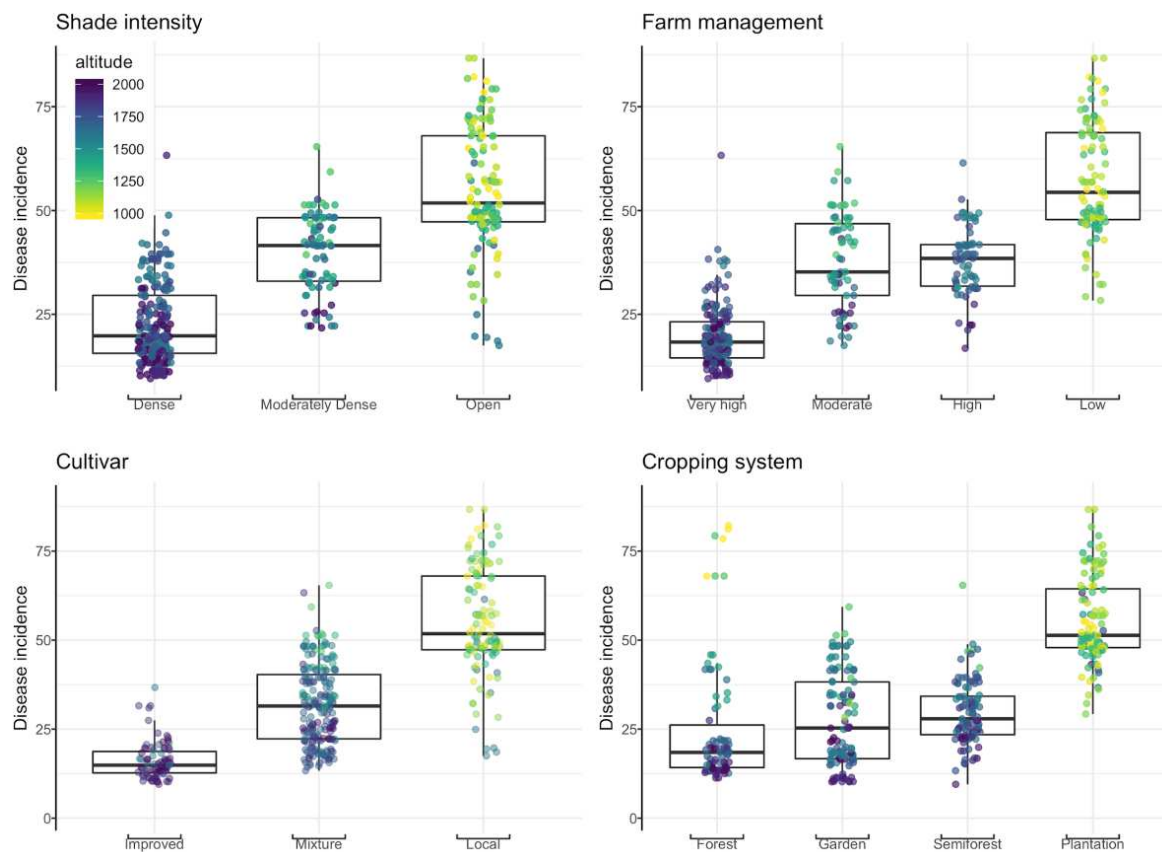 Shade intensity
Disease incidence
75
50
25
altitude
2000
1750
1500
1250
1000
Dense
Moderately Dense
Open
Farm management
Disease incidence
75
50
25
Very high
Moderate
High
Low
Cultivar
Disease incidence
75
50
25
0
Improved
Mixture
Local
Cropping system
Disease incidence
75
50
25
0
Forest
Garden
Semiforest
Plantation